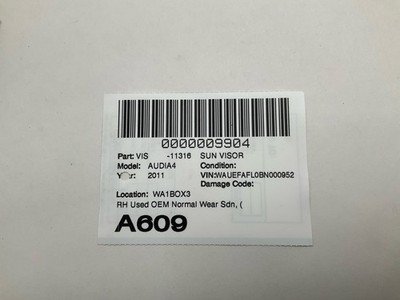 0000009904
Part: VIS -11316 SUN VISOR
Model: AUDIA4 Condition:
Year: 2011 VIN:WAUEFAFL0BN000952
Damage Code:
Location: WA1BOX3
RH Used OEM Normal Wear Sdn, (
A609